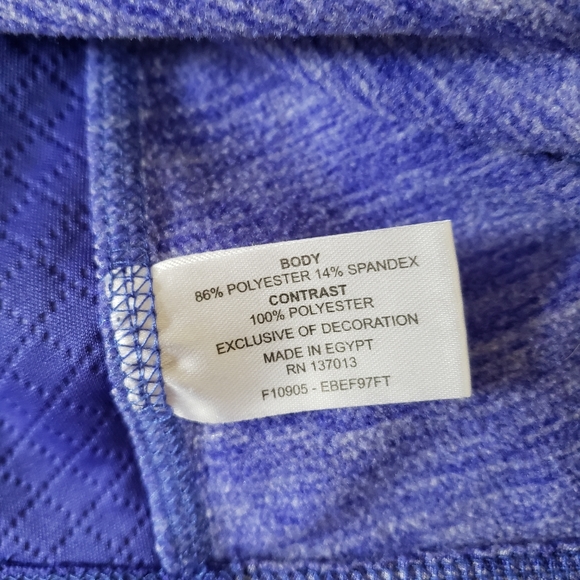 BODY
86% POLYESTER 14% SPANDEX
CONTRAST
100% POLYESTER
EXCLUSIVE OF DECORATION
MADE IN EGYPT
RN 137013
F10905 - EBEF97FT